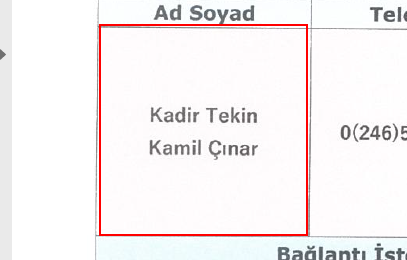 Ad Soyad
Kadir Tekin
Kamil Çınar
0(246)5
Bağlantı İst